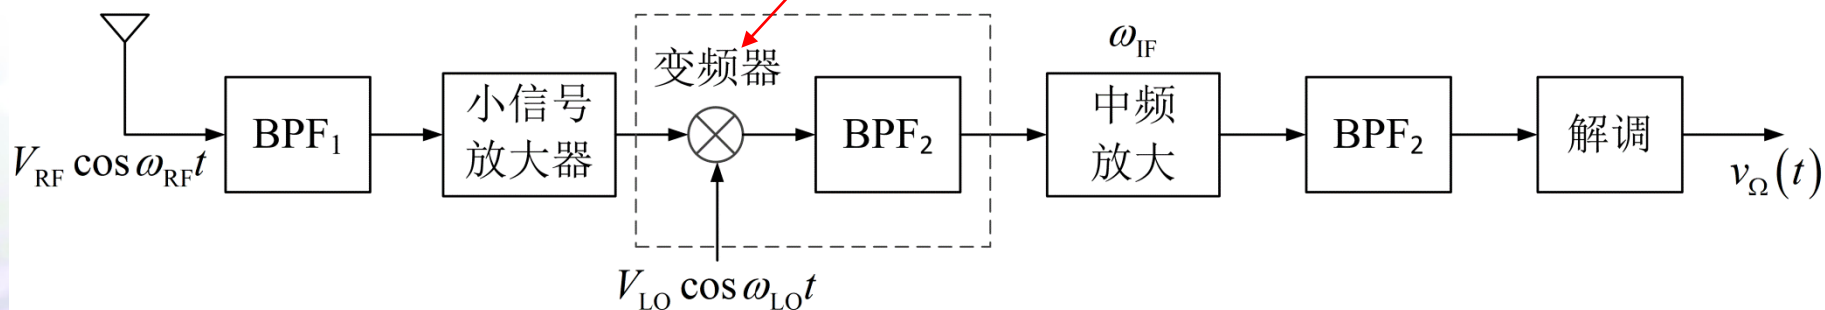 V_RF cos ω_RF t
BPF₁
小信号
放大器
变频器
V_LO cos ω_LO t
BPF₂
ω_IF
中频
放大
BPF₂
解调
v_Ω(t)